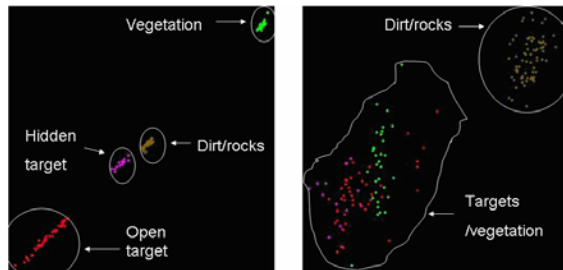 Vegetation
Hidden
target
Dirt/rocks
Open
target
Dirt/rocks
Targets
/vegetation